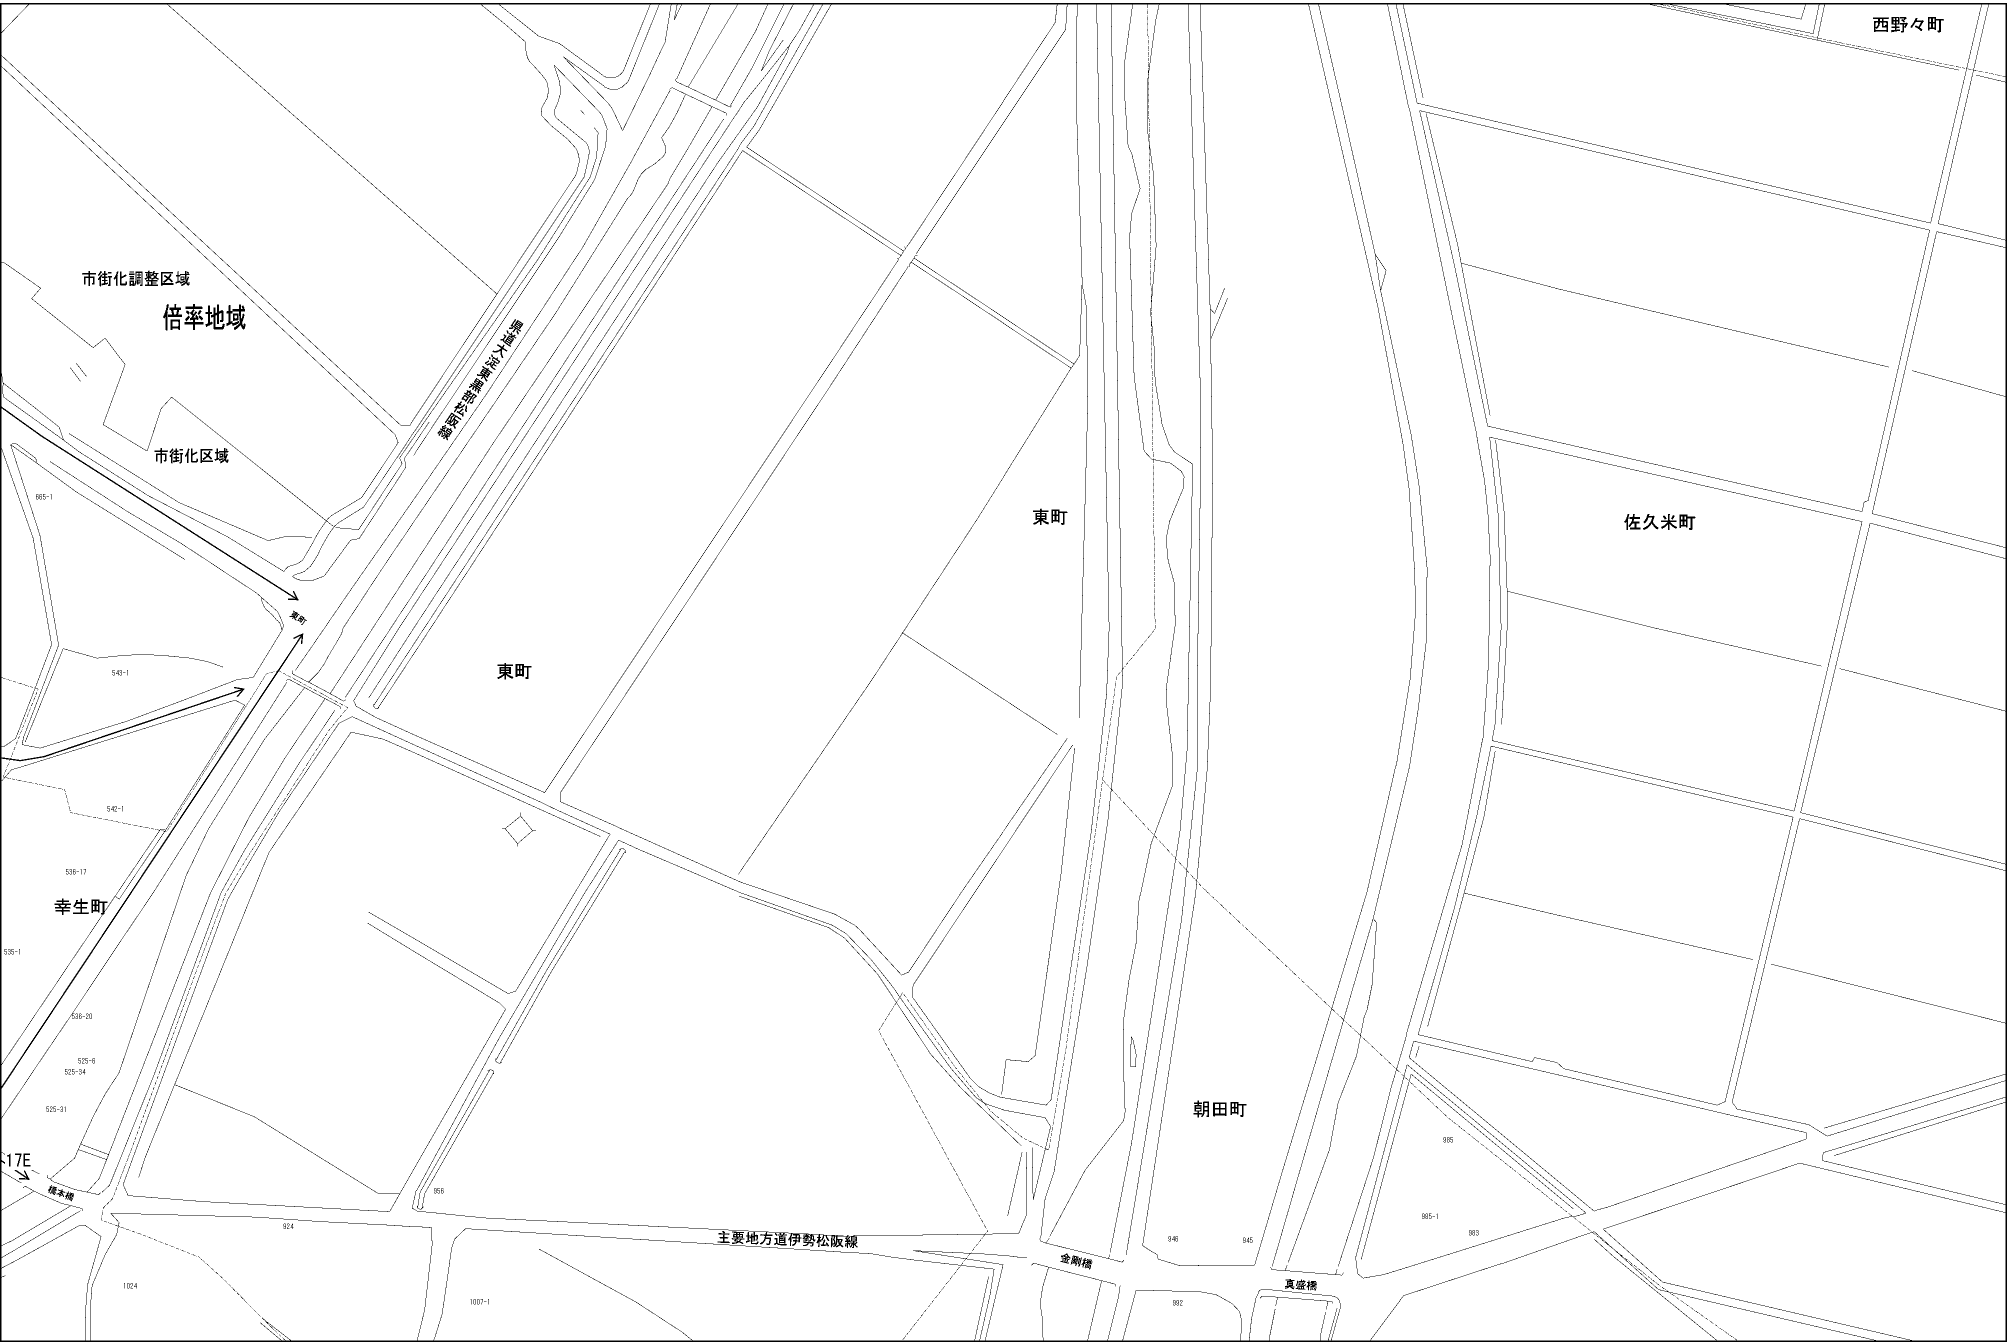 西野々町
市街化調整区域
倍率地域
県道大淀東黒部松阪線
市街化区域
665-1
東町
佐久米町
東町
東町
543-1
542-1
536-17
幸生町
535-1
536-20
525-6
525-34
525-31
朝田町
985
17E
橋本橋
956
985-1
924
983
主要地方道伊勢松阪線
946
945
金剛橋
真盛橋
1024
1007-1
992